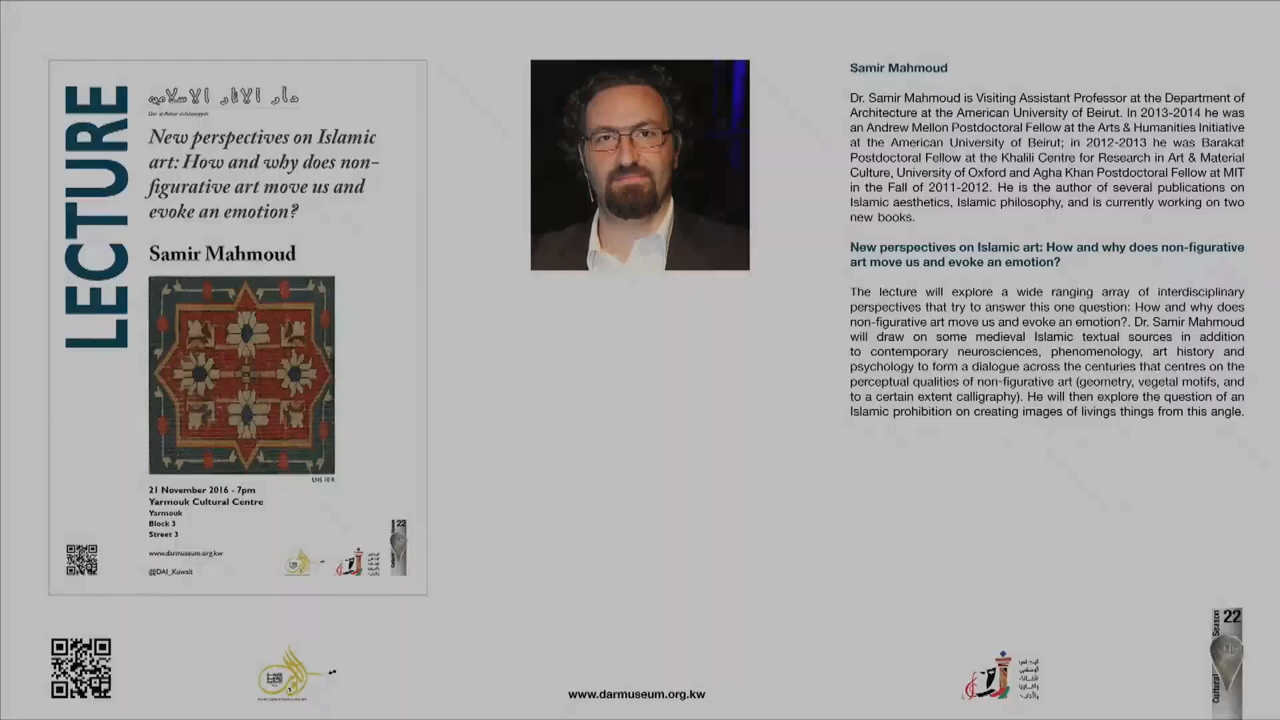 LECTURE
دار الآثار الإسلامية
Dar al-Athar al-Islamiyyah
New perspectives on Islamic
art: How and why does non-
figurative art move us and
evoke an emotion?
Samir Mahmoud
LNS 10 R
21 November 2016 - 7pm
Yarmouk Cultural Centre
Yarmouk
Block 3
Street 3
www.darmuseum.org.kw
@DAI_Kuwait
22
Samir Mahmoud
Dr. Samir Mahmoud is Visiting Assistant Professor at the Department of
Architecture at the American University of Beirut. In 2013-2014 he was
an Andrew Mellon Postdoctoral Fellow at the Arts & Humanities Initiative
at the American University of Beirut; in 2012-2013 he was Barakat
Postdoctoral Fellow at the Khalili Centre for Research in Art & Material
Culture, University of Oxford and Agha Khan Postdoctoral Fellow at MIT
in the Fall of 2011-2012. He is the author of several publications on
Islamic aesthetics, Islamic philosophy, and is currently working on two
new books.
New perspectives on Islamic art: How and why does non-figurative
art move us and evoke an emotion?
The lecture will explore a wide ranging array of interdisciplinary
perspectives that try to answer this one question: How and why does
non-figurative art move us and evoke an emotion?. Dr. Samir Mahmoud
will draw on some medieval Islamic textual sources in addition
to contemporary neurosciences, phenomenology, art history and
psychology to form a dialogue across the centuries that centres on the
perceptual qualities of non-figurative art (geometry, vegetal motifs, and
to a certain extent calligraphy). He will then explore the question of an
Islamic prohibition on creating images of livings things from this angle.
www.darmuseum.org.kw
Cultural Season 22